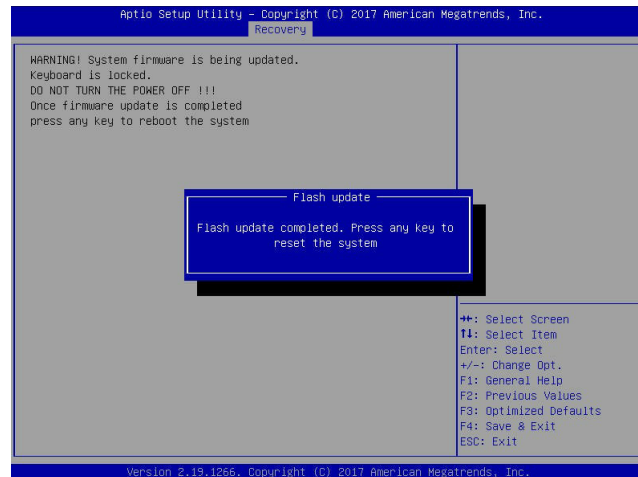 Aptio Setup Utility – Copyright (C) 2017 American Megatrends, Inc.
Recovery
WARNING! System firmware is being updated.
Keyboard is locked.
DO NOT TURN THE POWER OFF !!!
Once firmware update is completed
press any key to reboot the system
Flash update
Flash update completed. Press any key to
reset the system
→←: Select Screen
↑↓: Select Item
Enter: Select
+/-: Change Opt.
F1: General Help
F2: Previous Values
F3: Optimized Defaults
F4: Save & Exit
ESC: Exit
Version 2.19.1266. Copyright (C) 2017 American Megatrends, Inc.